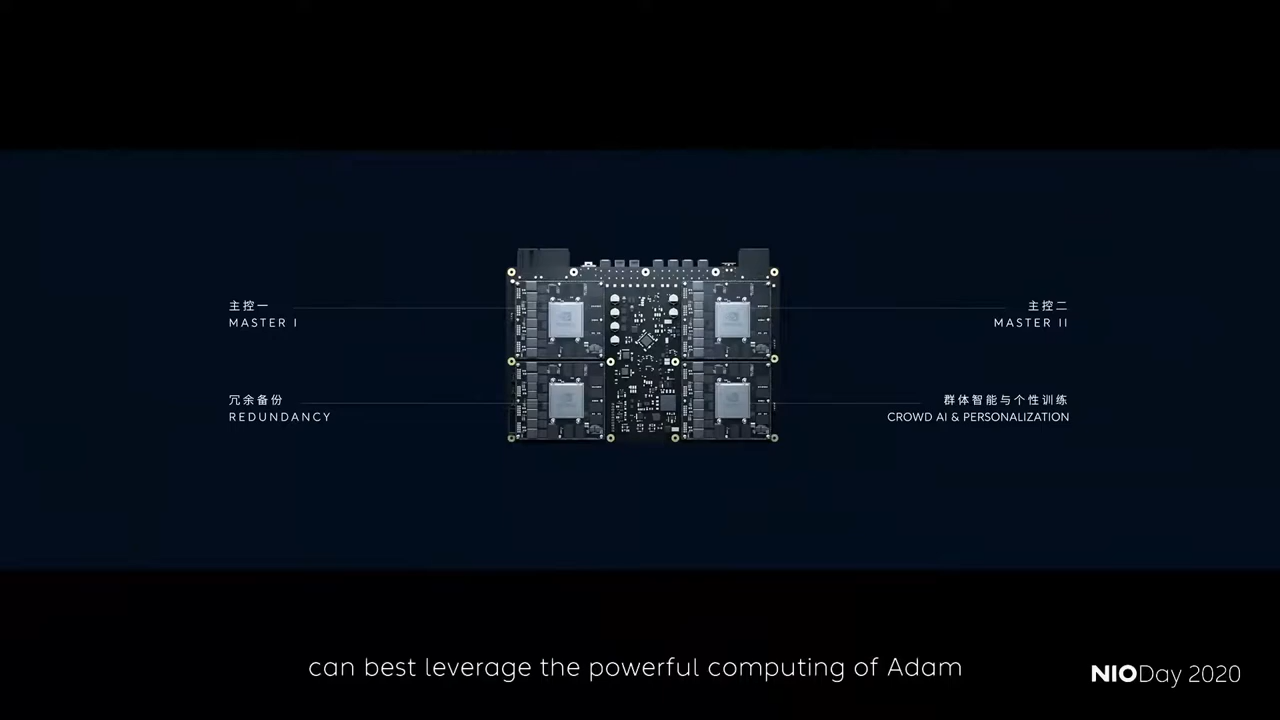 主控一
MASTER I
主控二
MASTER II
冗余备份
REDUNDANCY
群体智能与个性训练
CROWD AI & PERSONALIZATION
can best leverage the powerful computing of Adam
NIODay 2020